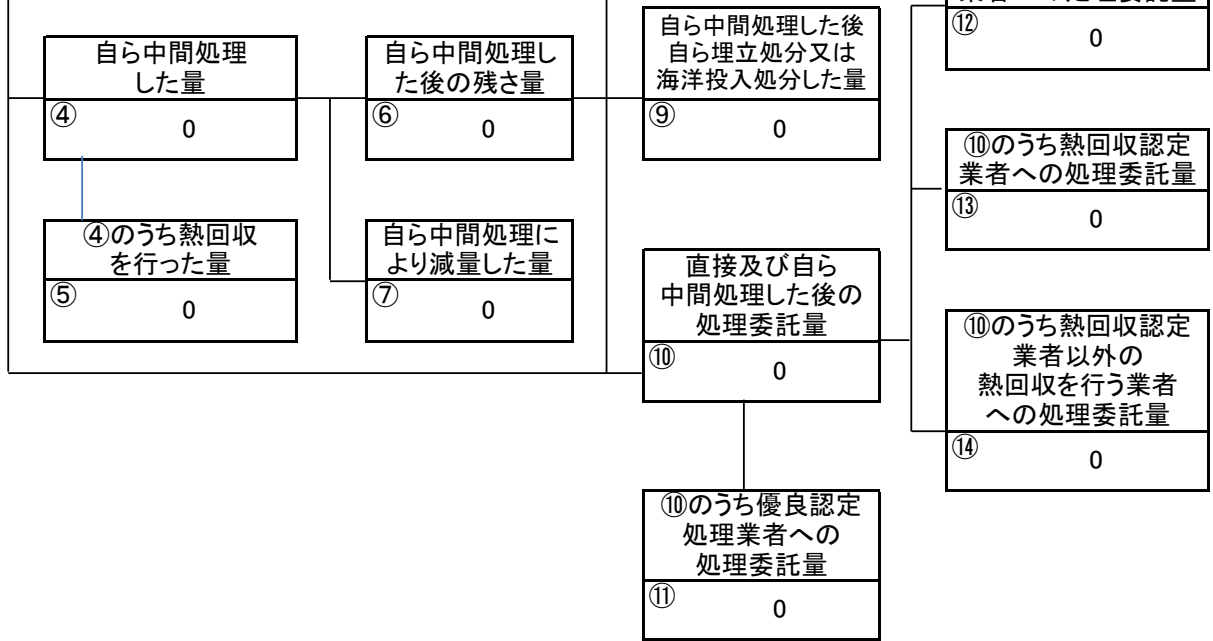 自ら中間処理
した量
④
0
④のうち熱回収
を行った量
⑤
0
自ら中間処理し
た後の残さ量
⑥
0
自ら中間処理に
より減量した量
⑦
0
自ら中間処理した後
自ら埋立処分又は
海洋投入処分した量
⑨
0
直接及び自ら
中間処理した後の
処理委託量
⑩
0
⑩のうち優良認定
処理業者への
処理委託量
⑪
0
業者への処理委託量
⑫
0
⑩のうち熱回収認定
業者への処理委託量
⑬
0
⑩のうち熱回収認定
業者以外の
熱回収を行う業者
への処理委託量
⑭
0